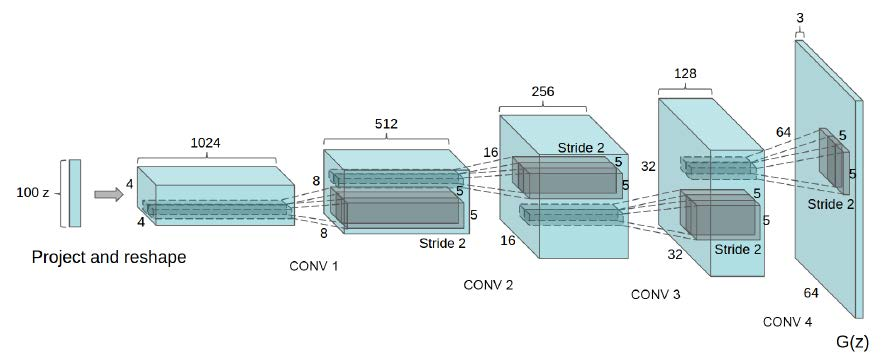 100 z
Project and reshape
1024
4
4
CONV 1
512
8
8
5
5
Stride 2
CONV 2
256
16
16
Stride 2
5
5
CONV 3
128
32
32
5
5
Stride 2
CONV 4
3
64
64
5
5
Stride 2
G(z)